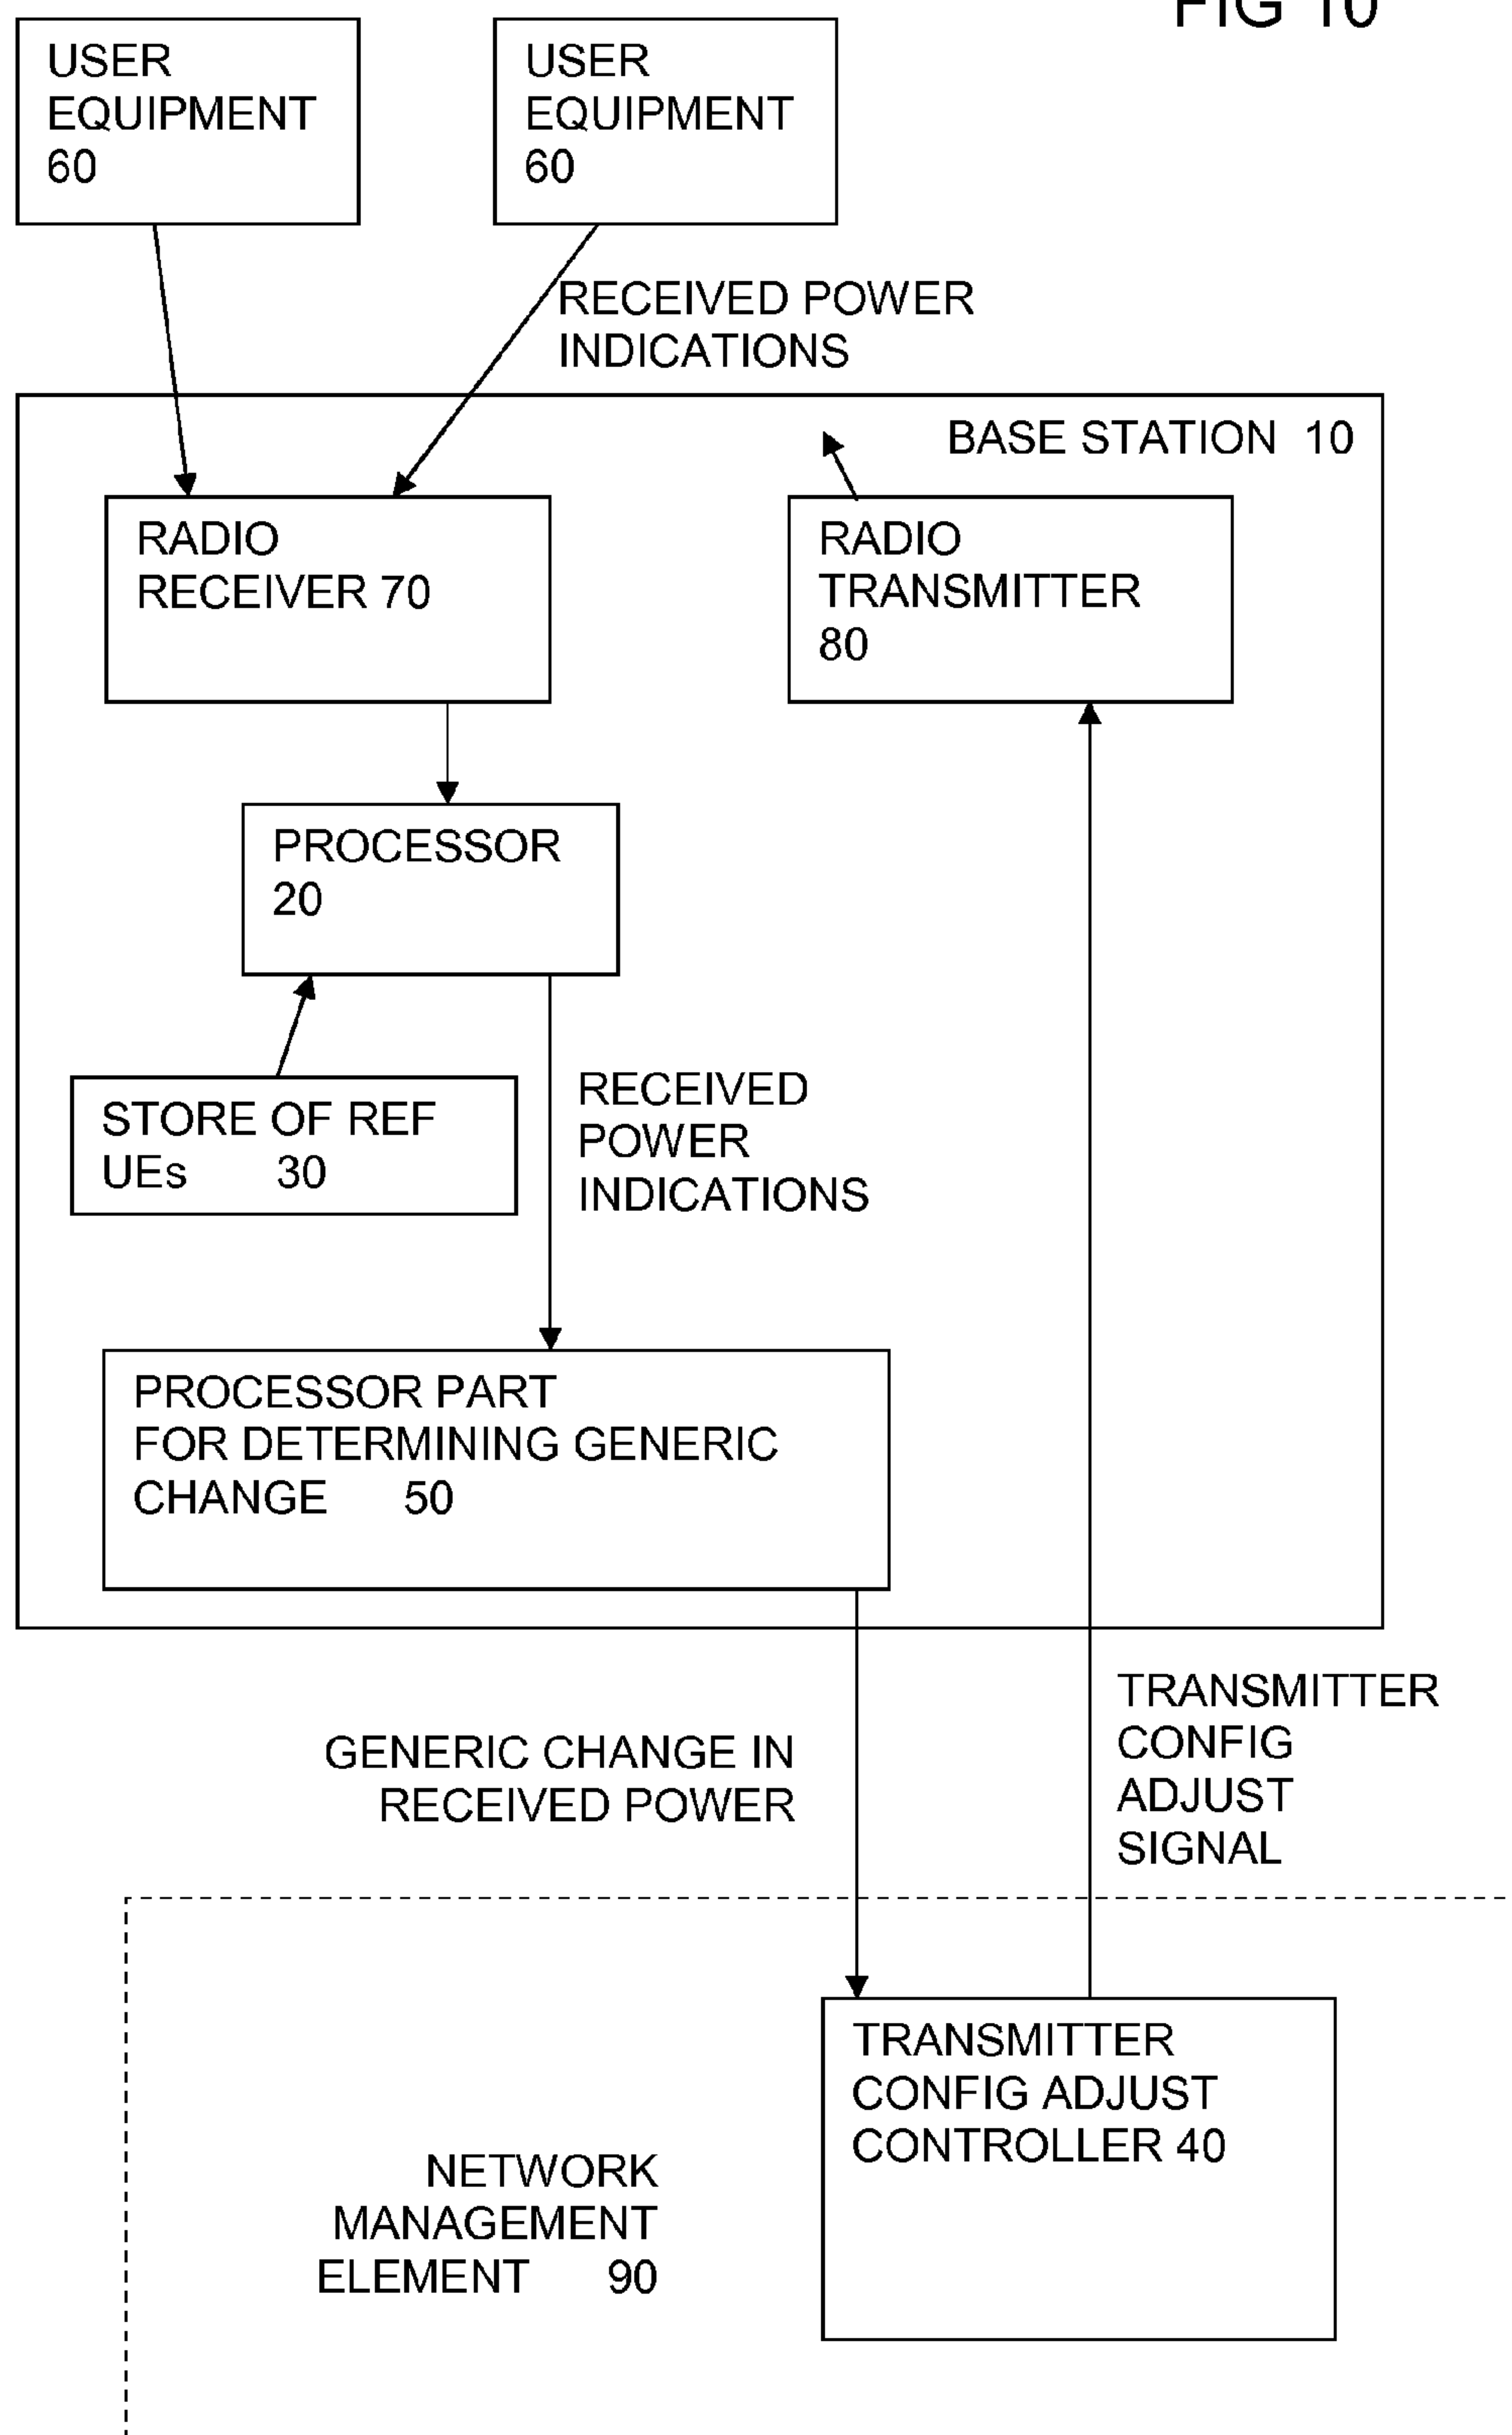 FIG 10
USER
EQUIPMENT
60
USER
EQUIPMENT
60
RECEIVED POWER
INDICATIONS
BASE STATION 10
RADIO
RECEIVER 70
RADIO
TRANSMITTER
80
PROCESSOR
20
STORE OF REF
UEs 30
RECEIVED
POWER
INDICATIONS
PROCESSOR PART
FOR DETERMINING GENERIC
CHANGE 50
GENERIC CHANGE IN
RECEIVED POWER
TRANSMITTER
CONFIG
ADJUST
SIGNAL
TRANSMITTER
CONFIG ADJUST
CONTROLLER 40
NETWORK
MANAGEMENT
ELEMENT 90